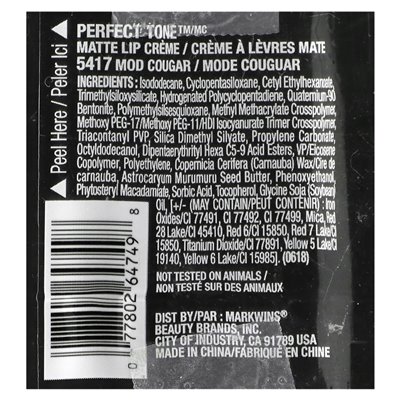 Peel Here / Peler Ici
PERFECT TONE™/MC
MATTE LIP CRÈME / CRÈME À LÈVRES MATE
5417 MOD COUGAR / MODE COUGUAR
INGREDIENTS: Isododecane, Cyclopentasiloxane, Cetyl Ethylhexanoate,
Trimethylsiloxysilicate, Hydrogenated Polycyclopentadiene, Quaternium-90
Bentonite, Polymethylsilsesquioxane, Methyl Methacrylate Crosspolymer,
Methoxy PEG-17/Methoxy PEG-11/HDI Isocyanurate Trimer Crosspolymer,
Triacontanyl PVP, Silica Dimethyl Silylate, Propylene Carbonate,
Octyldodecanol, Dipentaerythrityl Hexa C5-9 Acid Esters, VP/Eicosene
Copolymer, Polyethylene, Copernicia Cerifera (Carnauba) Wax/Cire de
carnauba, Astrocaryum Murumuru Seed Butter, Phenoxyethanol,
Phytosteryl Macadamiate, Sorbic Acid, Tocopherol, Glycine Soja (Soybean)
Oil, [+/- (MAY CONTAIN/PEUT CONTENIR) : Iron
Oxides/CI 77491, CI 77492, CI 77499, Mica, Red
28 Lake/CI 45410, Red 6/CI 15850, Red 7 Lake/CI
15850, Titanium Dioxide/CI 77891, Yellow 5 Lake/CI
19140, Yellow 6 Lake/CI 15985]. (0618)
NOT TESTED ON ANIMALS /
NON TESTÉ SUR DES ANIMAUX
DIST BY/PAR : MARKWINS®
BEAUTY BRANDS, INC.
CITY OF INDUSTRY, CA 91789 USA
MADE IN CHINA/FABRIQUÉ EN CHINE
0 77802 64749 8